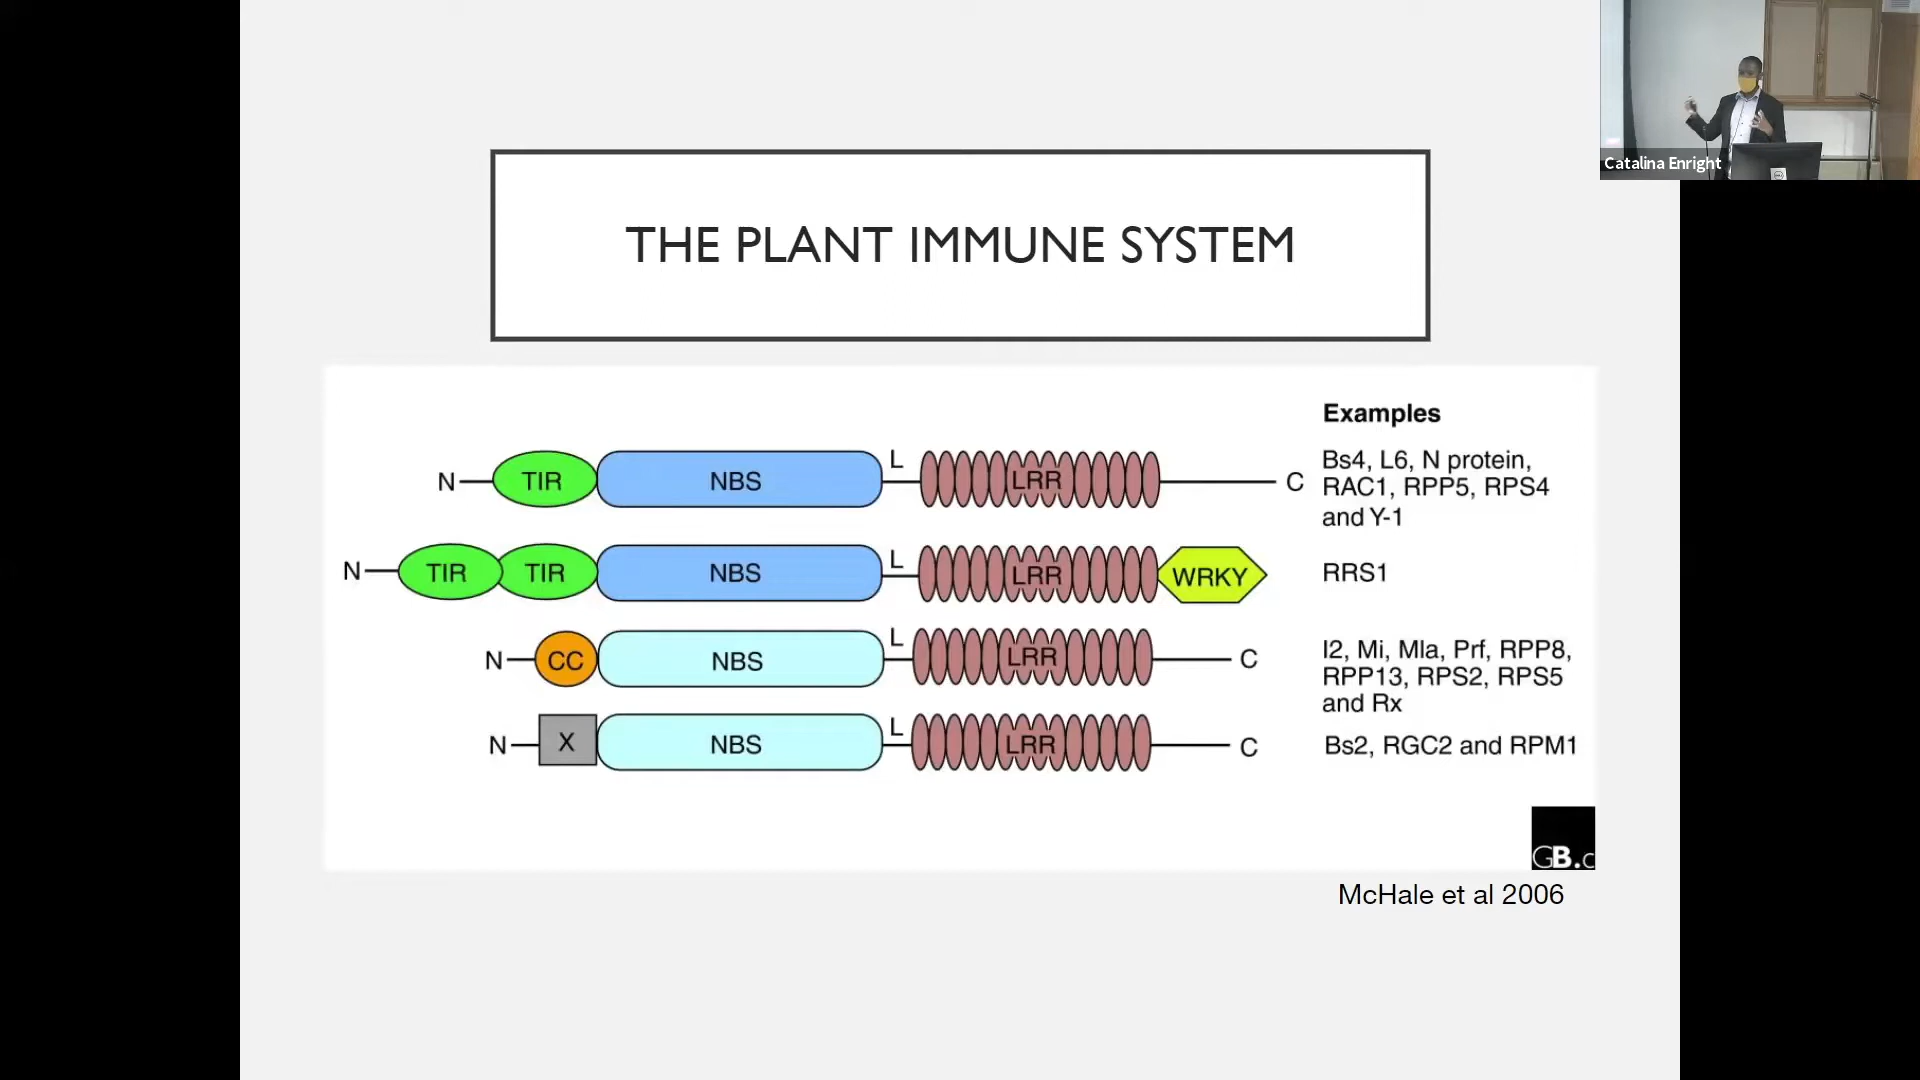 Catalina Enright
THE PLANT IMMUNE SYSTEM
Examples
N TIR NBS L LRR C
Bs4, L6, N protein,
RAC1, RPP5, RPS4
and Y-1
N TIR TIR NBS L LRR WRKY
RRS1
N CC NBS L LRR C
I2, Mi, Mla, Prf, RPP8,
RPP13, RPS2, RPS5
and Rx
N X NBS L LRR C
Bs2, RGC2 and RPM1
GB.c
McHale et al 2006